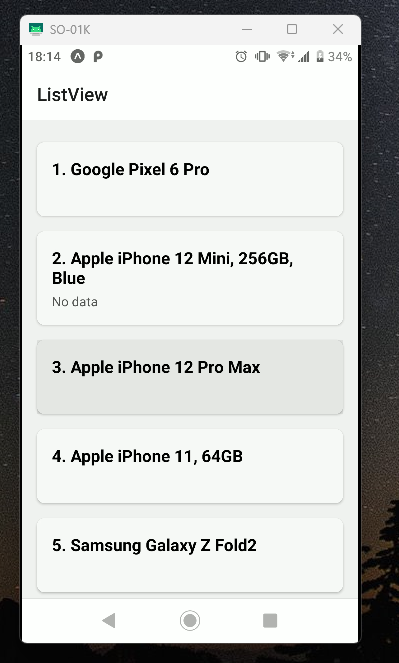 SO-01K
18:14 P 34%
ListView
1. Google Pixel 6 Pro
2. Apple iPhone 12 Mini, 256GB,
Blue
No data
3. Apple iPhone 12 Pro Max
4. Apple iPhone 11, 64GB
5. Samsung Galaxy Z Fold2